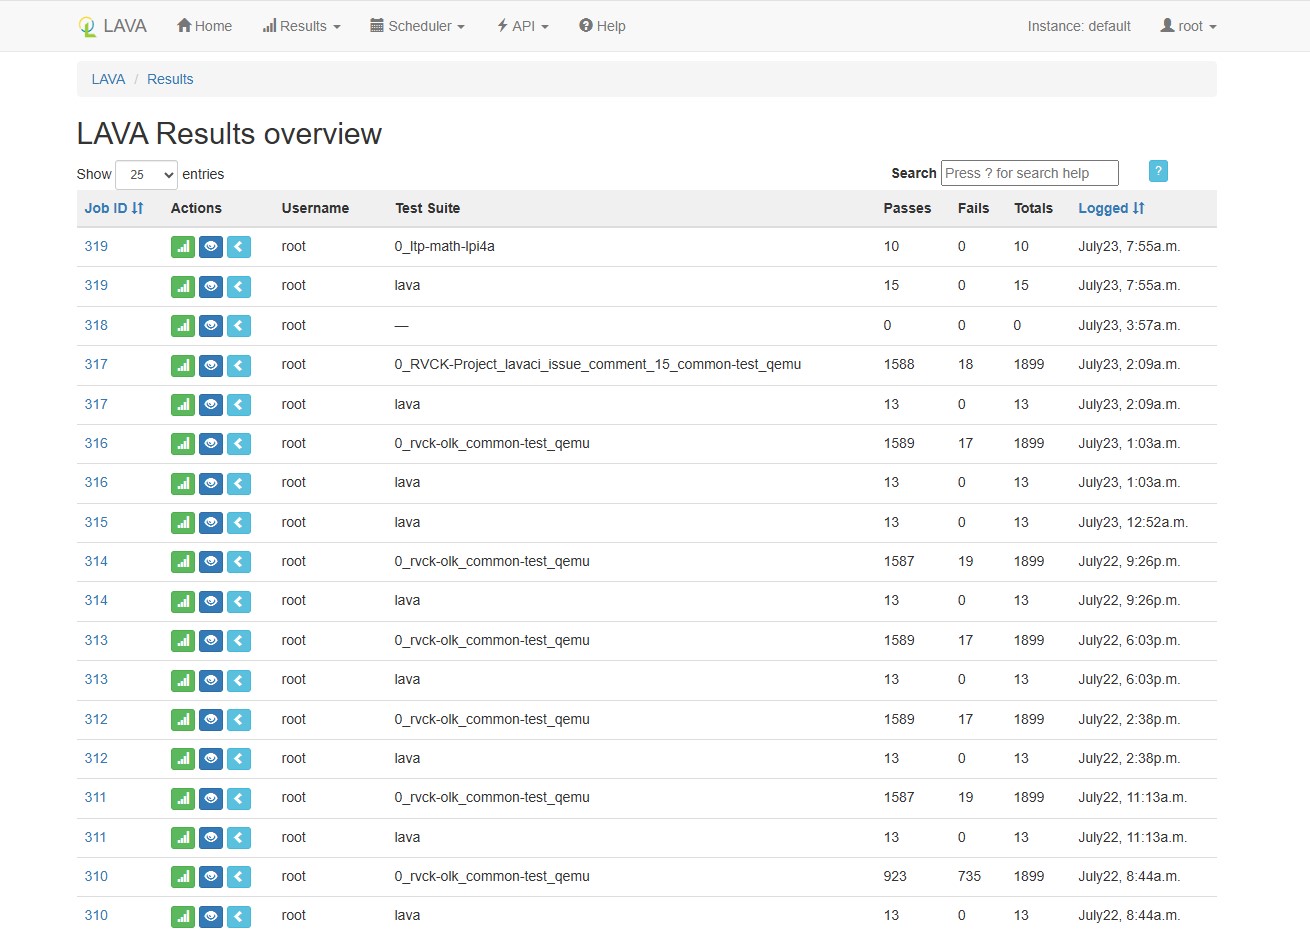 LAVA Home Results Scheduler API Help Instance: default root
LAVA / Results
LAVA Results overview
Show 25 entries Search Press ? for search help ?
Job ID Actions Username Test Suite Passes Fails Totals Logged
319 root 0_ltp-math-lpi4a 10 0 10 July23, 7:55a.m.
319 root lava 15 0 15 July23, 7:55a.m.
318 root — 0 0 0 July23, 3:57a.m.
317 root 0_RVCK-Project_lavaci_issue_comment_15_common-test_qemu 1588 18 1899 July23, 2:09a.m.
317 root lava 13 0 13 July23, 2:09a.m.
316 root 0_rvck-olk_common-test_qemu 1589 17 1899 July23, 1:03a.m.
316 root lava 13 0 13 July23, 1:03a.m.
315 root lava 13 0 13 July23, 12:52a.m.
314 root 0_rvck-olk_common-test_qemu 1587 19 1899 July22, 9:26p.m.
314 root lava 13 0 13 July22, 9:26p.m.
313 root 0_rvck-olk_common-test_qemu 1589 17 1899 July22, 6:03p.m.
313 root lava 13 0 13 July22, 6:03p.m.
312 root 0_rvck-olk_common-test_qemu 1589 17 1899 July22, 2:38p.m.
312 root lava 13 0 13 July22, 2:38p.m.
311 root 0_rvck-olk_common-test_qemu 1587 19 1899 July22, 11:13a.m.
311 root lava 13 0 13 July22, 11:13a.m.
310 root 0_rvck-olk_common-test_qemu 923 735 1899 July22, 8:44a.m.
310 root lava 13 0 13 July22, 8:44a.m.